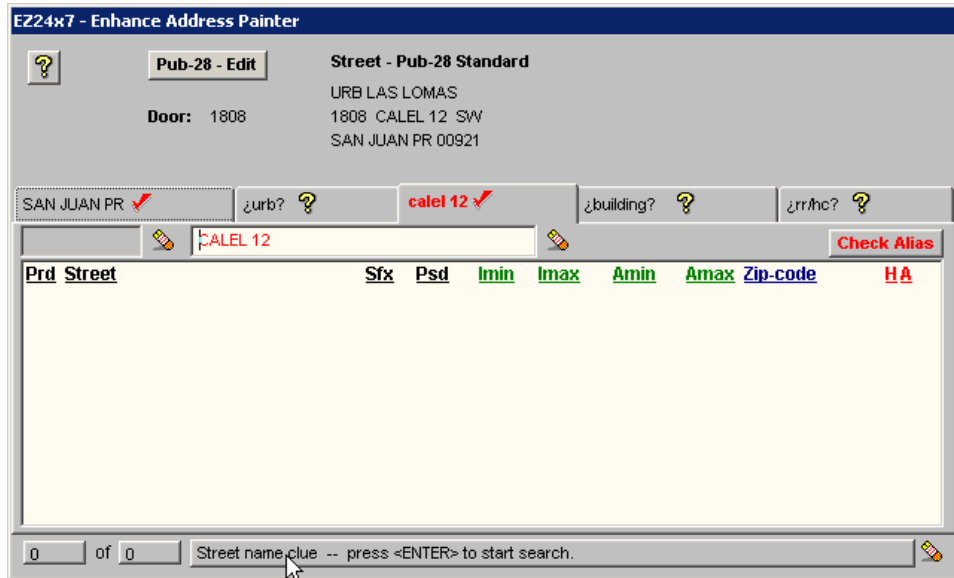 EZ24x7 - Enhance Address Painter
Pub-28 - Edit
Street - Pub-28 Standard
URB LAS LOMAS
Door: 1808
1808 CALEL 12 SW
SAN JUAN PR 00921
SAN JUAN PR
¿urb?
calel 12
¿building?
¿rr/hc?
CALEL 12
Check Alias
Prd Street Sfx Psd Imin Imax Amin Amax Zip-code H A
0 of 0 Street name clue -- press <ENTER> to start search.